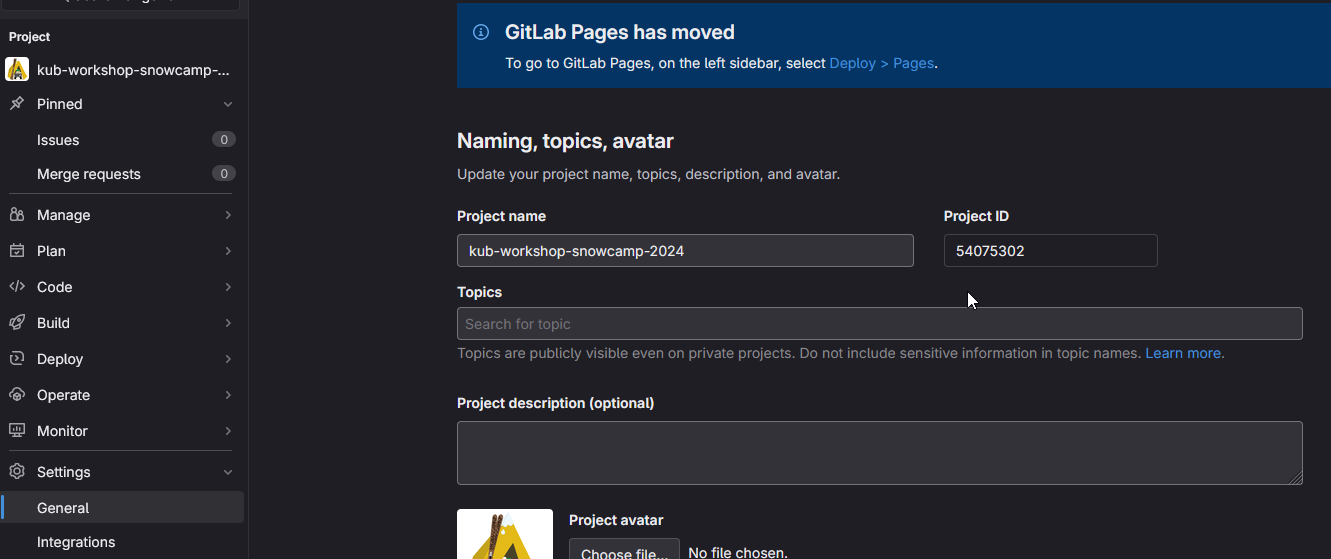 Project
kub-workshop-snowcamp-...
Pinned
Issues 0
Merge requests 0
Manage
Plan
Code
Build
Deploy
Operate
Monitor
Settings
General
Integrations
GitLab Pages has moved
To go to GitLab Pages, on the left sidebar, select Deploy > Pages.
Naming, topics, avatar
Update your project name, topics, description, and avatar.
Project name
kub-workshop-snowcamp-2024
Project ID
54075302
Topics
Search for topic
Topics are publicly visible even on private projects. Do not include sensitive information in topic names. Learn more.
Project description (optional)
Project avatar
Choose file... No file chosen.